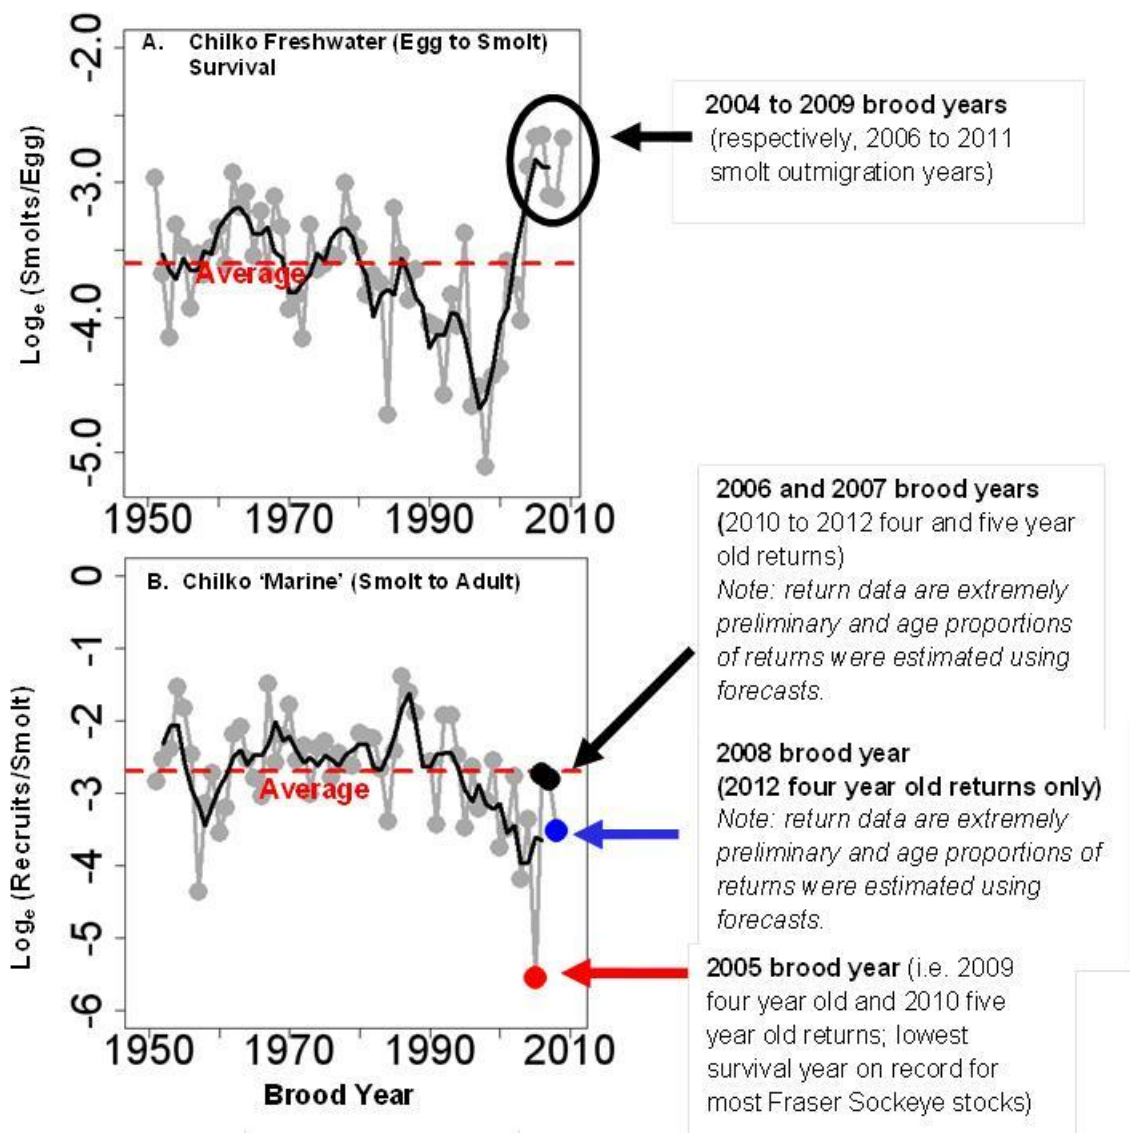 A. Chilko Freshwater (Egg to Smolt)
Survival
Logₑ (Smolts/Egg)
-2.0
-3.0
-4.0
-5.0
Average
1950 1970 1990 2010
2004 to 2009 brood years
(respectively, 2006 to 2011
smolt outmigration years)
B. Chilko ‘Marine’ (Smolt to Adult)
Logₑ (Recruits/Smolt)
0
-1
-2
-3
-4
-5
-6
Average
1950 1970 1990 2010
Brood Year
2006 and 2007 brood years
(2010 to 2012 four and five year
old returns)
Note: return data are extremely
preliminary and age proportions
of returns were estimated using
forecasts.
2008 brood year
(2012 four year old returns only)
Note: return data are extremely
preliminary and age proportions of
returns were estimated using
forecasts.
2005 brood year (i.e. 2009
four year old and 2010 five
year old returns; lowest
survival year on record for
most Fraser Sockeye stocks)